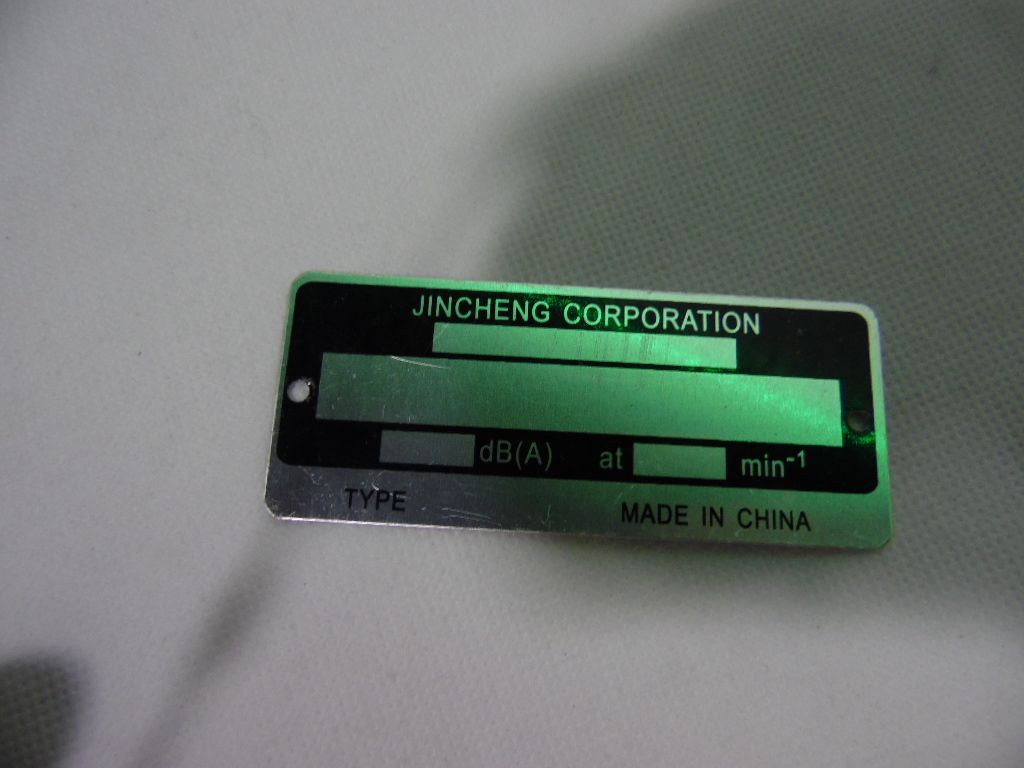 JINCHENG CORPORATION
dB(A) at min-1
TYPE MADE IN CHINA